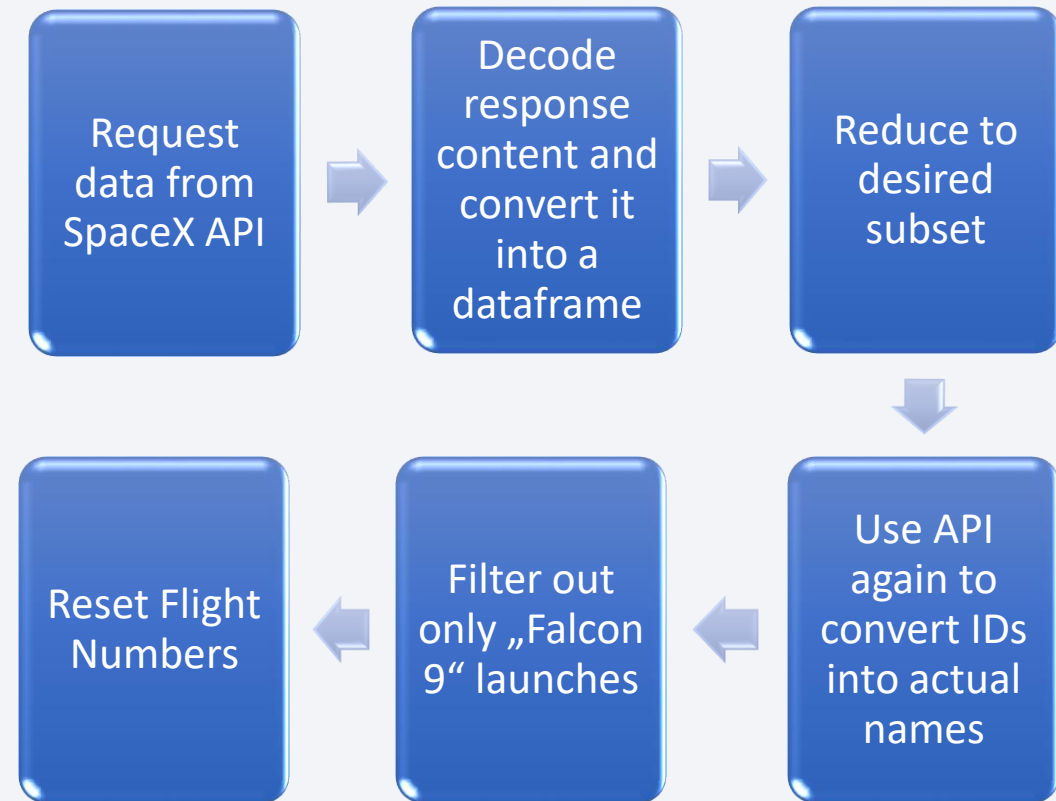 Request
data from
SpaceX API
Decode
response
content and
convert it
into a
dataframe
Reduce to
desired
subset
Use API
again to
convert IDs
into actual
names
Filter out
only „Falcon
9“ launches
Reset Flight
Numbers